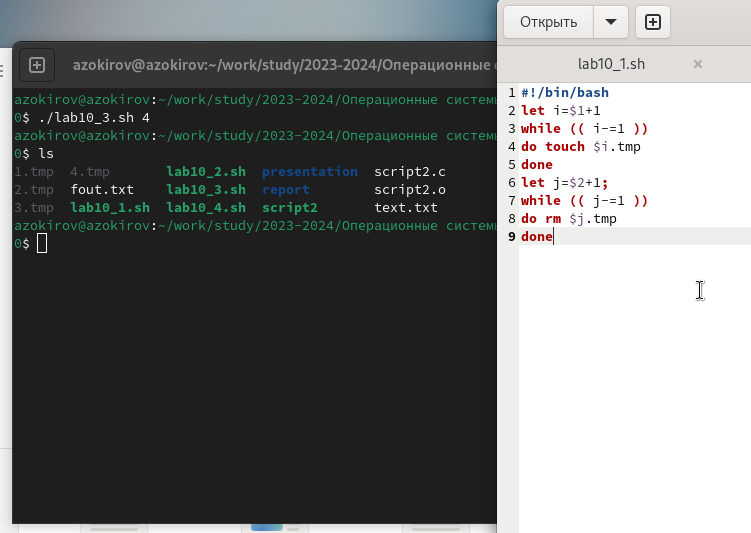 azokirov@azokirov:~/work/study/2023-2024/Операционные
azokirov@azokirov:~/work/study/2023-2024/Операционные системы
0$ ./lab10_3.sh 4
azokirov@azokirov:~/work/study/2023-2024/Операционные системы
0$ ls
1.tmp 4.tmp lab10_2.sh presentation script2.c
2.tmp fout.txt lab10_3.sh report script2.o
3.tmp lab10_1.sh lab10_4.sh script2 text.txt
azokirov@azokirov:~/work/study/2023-2024/Операционные системы
0$
Открыть
lab10_1.sh ×
1 #!/bin/bash
2 let i=$1+1
3 while (( i-=1 ))
4 do touch $i.tmp
5 done
6 let j=$2+1;
7 while (( j-=1 ))
8 do rm $j.tmp
9 done